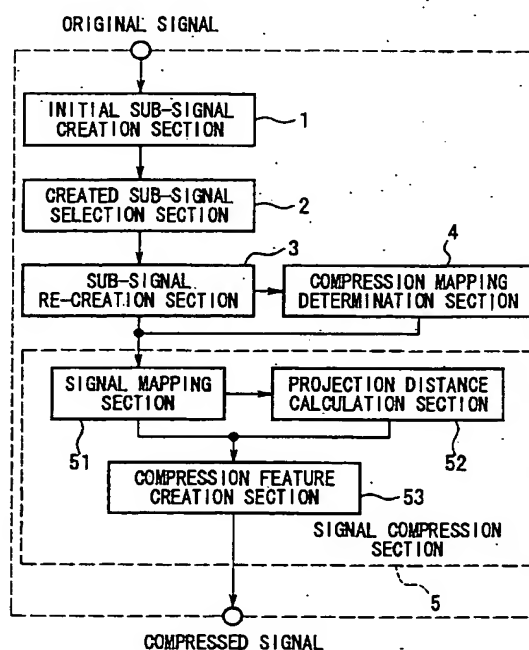 ORIGINAL SIGNAL
INITIAL SUB-SIGNAL
CREATION SECTION
1
CREATED SUB-SIGNAL
SELECTION SECTION
2
3
4
SUB-SIGNAL
RE-CREATION SECTION
COMPRESSION MAPPING
DETERMINATION SECTION
SIGNAL MAPPING
SECTION
PROJECTION DISTANCE
CALCULATION SECTION
51
52
COMPRESSION FEATURE
CREATION SECTION
53
SIGNAL COMPRESSION
SECTION
5
COMPRESSED SIGNAL